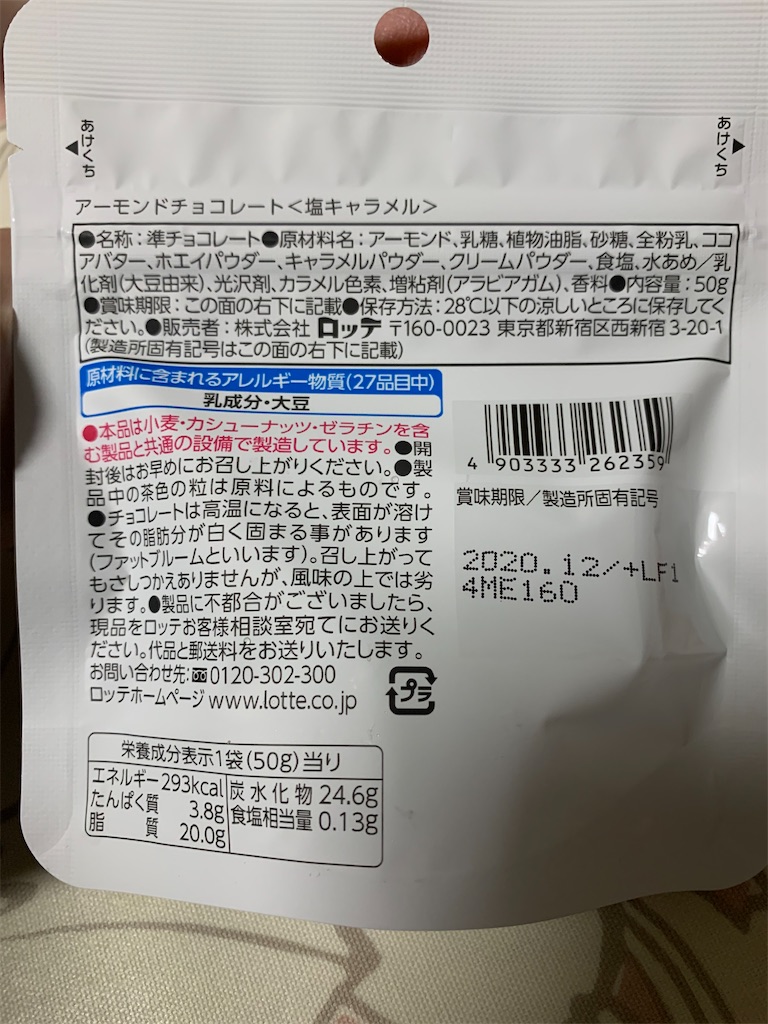 あけくち
あけくち
アーモンドチョコレート＜塩キャラメル＞
●名称：準チョコレート●原材料名：アーモンド、乳糖、植物油脂、砂糖、全粉乳、ココ
アバター、ホエイパウダー、キャラメルパウダー、クリームパウダー、食塩、水あめ／乳
化剤（大豆由来）、光沢剤、カラメル色素、増粘剤（アラビアガム）、香料●内容量：50g
●賞味期限：この面の右下に記載●保存方法：28℃以下の涼しいところに保存してく
ださい。●販売者：株式会社 ロッテ 〒160-0023 東京都新宿区西新宿3-20-1
（製造所固有記号はこの面の右下に記載）
原材料に含まれるアレルギー物質（27品目中）
乳成分・大豆
●本品は小麦・カシューナッツ・ゼラチンを含
む製品と共通の設備で製造しています。●開
封後はお早めにお召し上がりください。●製
品中の茶色の粒は原料によるものです。
●チョコレートは高温になると、表面が溶け
てその脂肪分が白く固まる事があります
（ファットブルームといいます）。召し上がって
もさしつかえありませんが、風味の上では劣
ります。●製品に不都合がございましたら、
現品をロッテお客様相談室宛てにお送りく
ださい。代品と郵送料をお送りいたします。
お問い合わせ先：0120-302-300
ロッテホームページ www.lotte.co.jp
プラ
4 903333 262359
賞味期限／製造所固有記号
2020.12/+LF1
4ME160
栄養成分表示1袋（50g）当り
エネルギー 293kcal 炭水化物 24.6g
たんぱく質 3.8g 食塩相当量 0.13g
脂質 20.0g